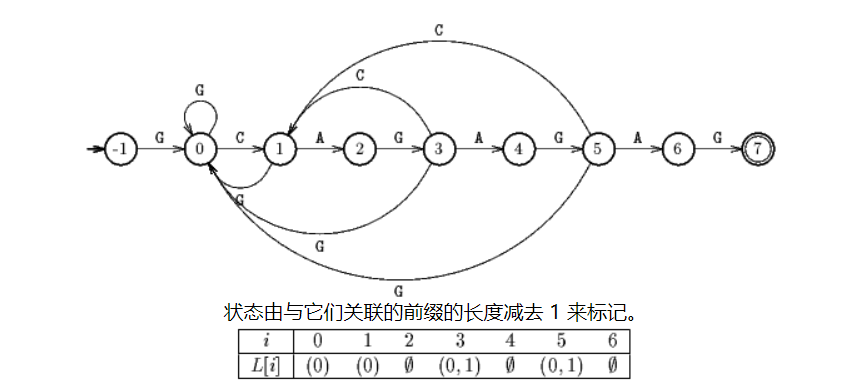 C
G
C
-1 G 0 C 1 A 2 G 3 A 4 G 5 A 6 G 7
G
G
G
状态由与它们关联的前缀的长度减去 1 来标记。
i 0 1 2 3 4 5 6
L[i] (0) (0) ∅ (0, 1) ∅ (0, 1) ∅